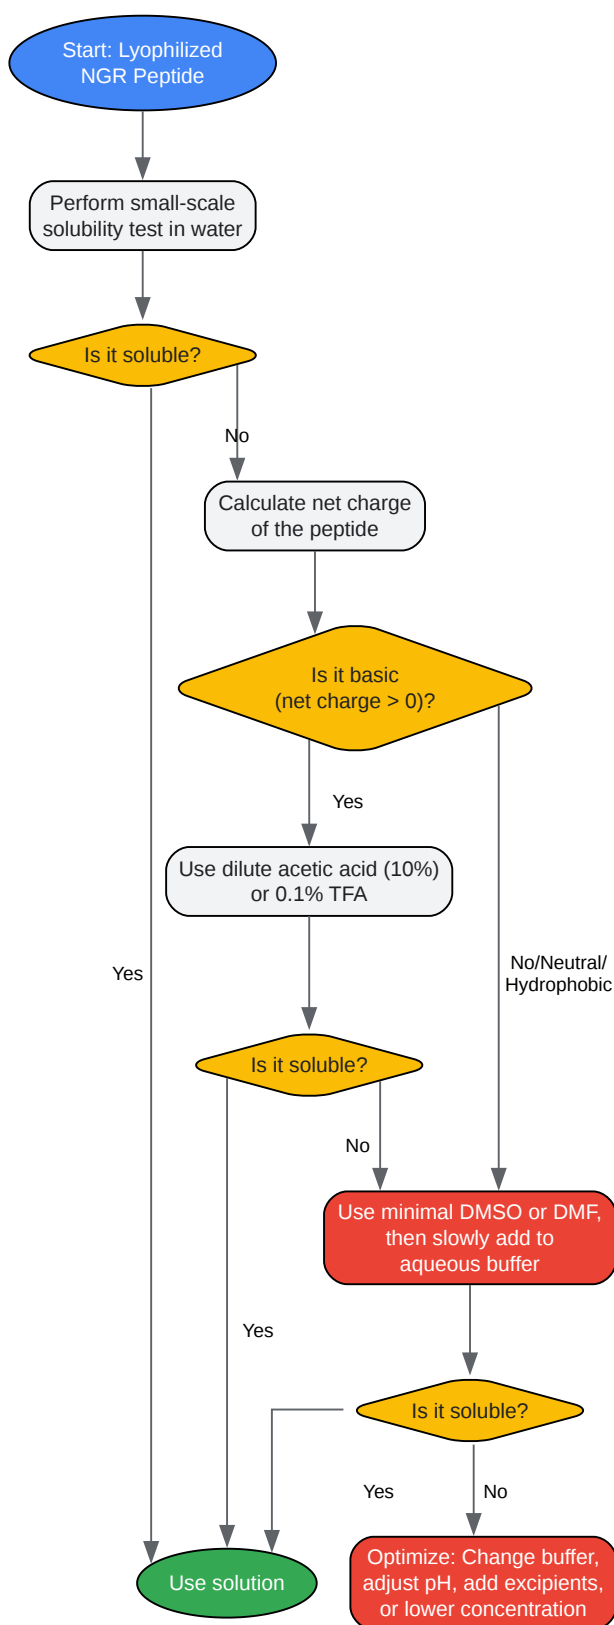 Start: Lyophilized
NGR Peptide
Perform small-scale
solubility test in water
Is it soluble?
No
Calculate net charge
of the peptide
Is it basic
(net charge > 0)?
Yes
Use dilute acetic acid (10%)
or 0.1% TFA
Yes
No/Neutral/
Hydrophobic
Is it soluble?
No
Use minimal DMSO or DMF,
then slowly add to
aqueous buffer
Yes
Is it soluble?
Yes
No
Use solution
Optimize: Change buffer,
adjust pH, add excipients,
or lower concentration